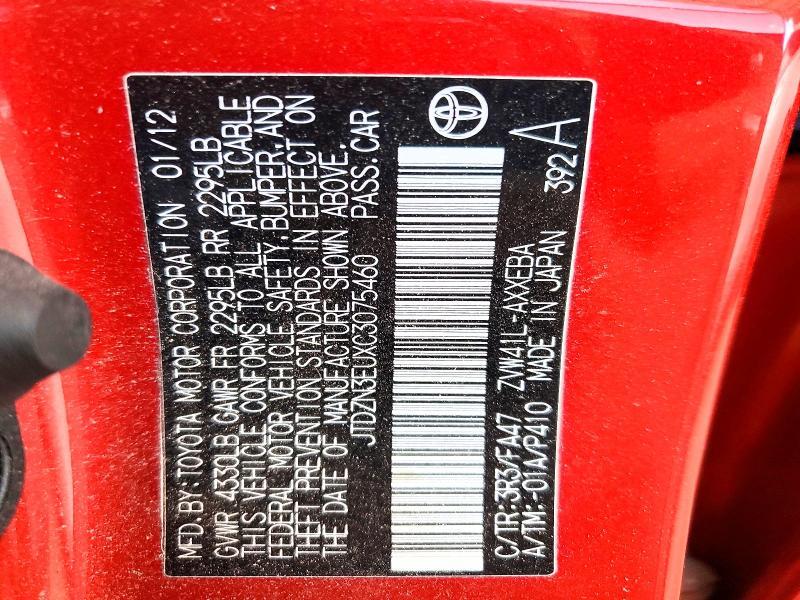 MFD.BY:TOYOTA MOTOR CORPORATION 01/12
GVWR 4330LB GAWR FR 2295LB RR 2295LB
THIS VEHICLE CONFORMS TO ALL APPLICABLE
FEDERAL MOTOR VEHICLE SAFETY,BUMPER,AND
THEFT PREVENTION STANDARDS IN EFFECT ON
THE DATE OF MANUFACTURE SHOWN ABOVE.
JTDZN3EUXC3075460 PASS.CAR
C/TR:3R3/FA47 ZVW41L-AXXEBA
A/TM:-01A/P410 MADE IN JAPAN 392 A